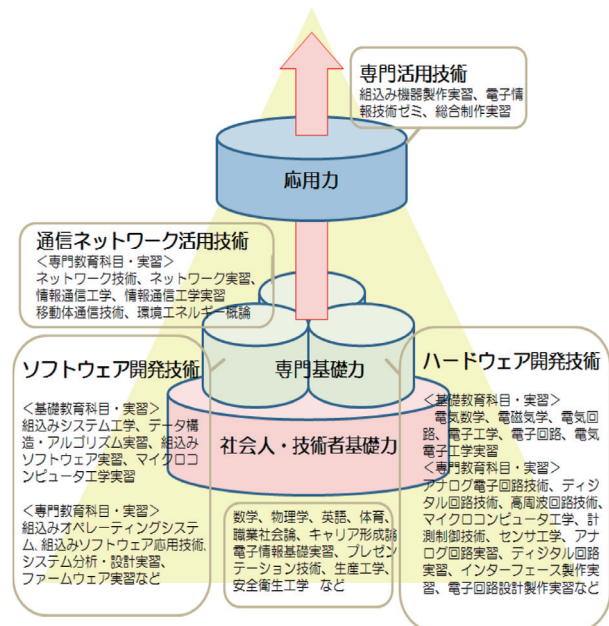 専門活用技術
組込み機器製作実習、電子情
報技術ゼミ、総合制作実習
応用力
通信ネットワーク活用技術
＜専門教育科目・実習＞
ネットワーク技術、ネットワーク実習、
情報通信工学、情報通信工学実習
移動体通信技術、環境エネルギー概論
専門基礎力
社会人・技術者基礎力
ソフトウェア開発技術
＜基礎教育科目・実習＞
組込みシステム工学、データ構
造・アルゴリズム実習、組込み
ソフトウェア実習、マイクロコ
ンピュータ工学実習
＜専門教育科目・実習＞
組込みオペレーティングシステ
ム、組込みソフトウェア応用技術、
システム分析・設計実習、
ファームウェア実習など
数学、物理学、英語、体育、
職業社会論、キャリア形成論
電子情報基礎実習、プレゼン
テーション技術、生産工学、
安全衛生工学　など
ハードウェア開発技術
＜基礎教育科目・実習＞
電気数学、電磁気学、電気回
路、電子工学、電子回路、電気
電子工学実習
＜専門教育科目・実習＞
アナログ電子回路技術、ディジ
タル回路技術、高周波回路技術、
マイクロコンピュータ工学、計
測制御技術、センサ工学、アナ
ログ回路実習、ディジタル回路
実習、インターフェース製作実
習、電子回路設計製作実習など